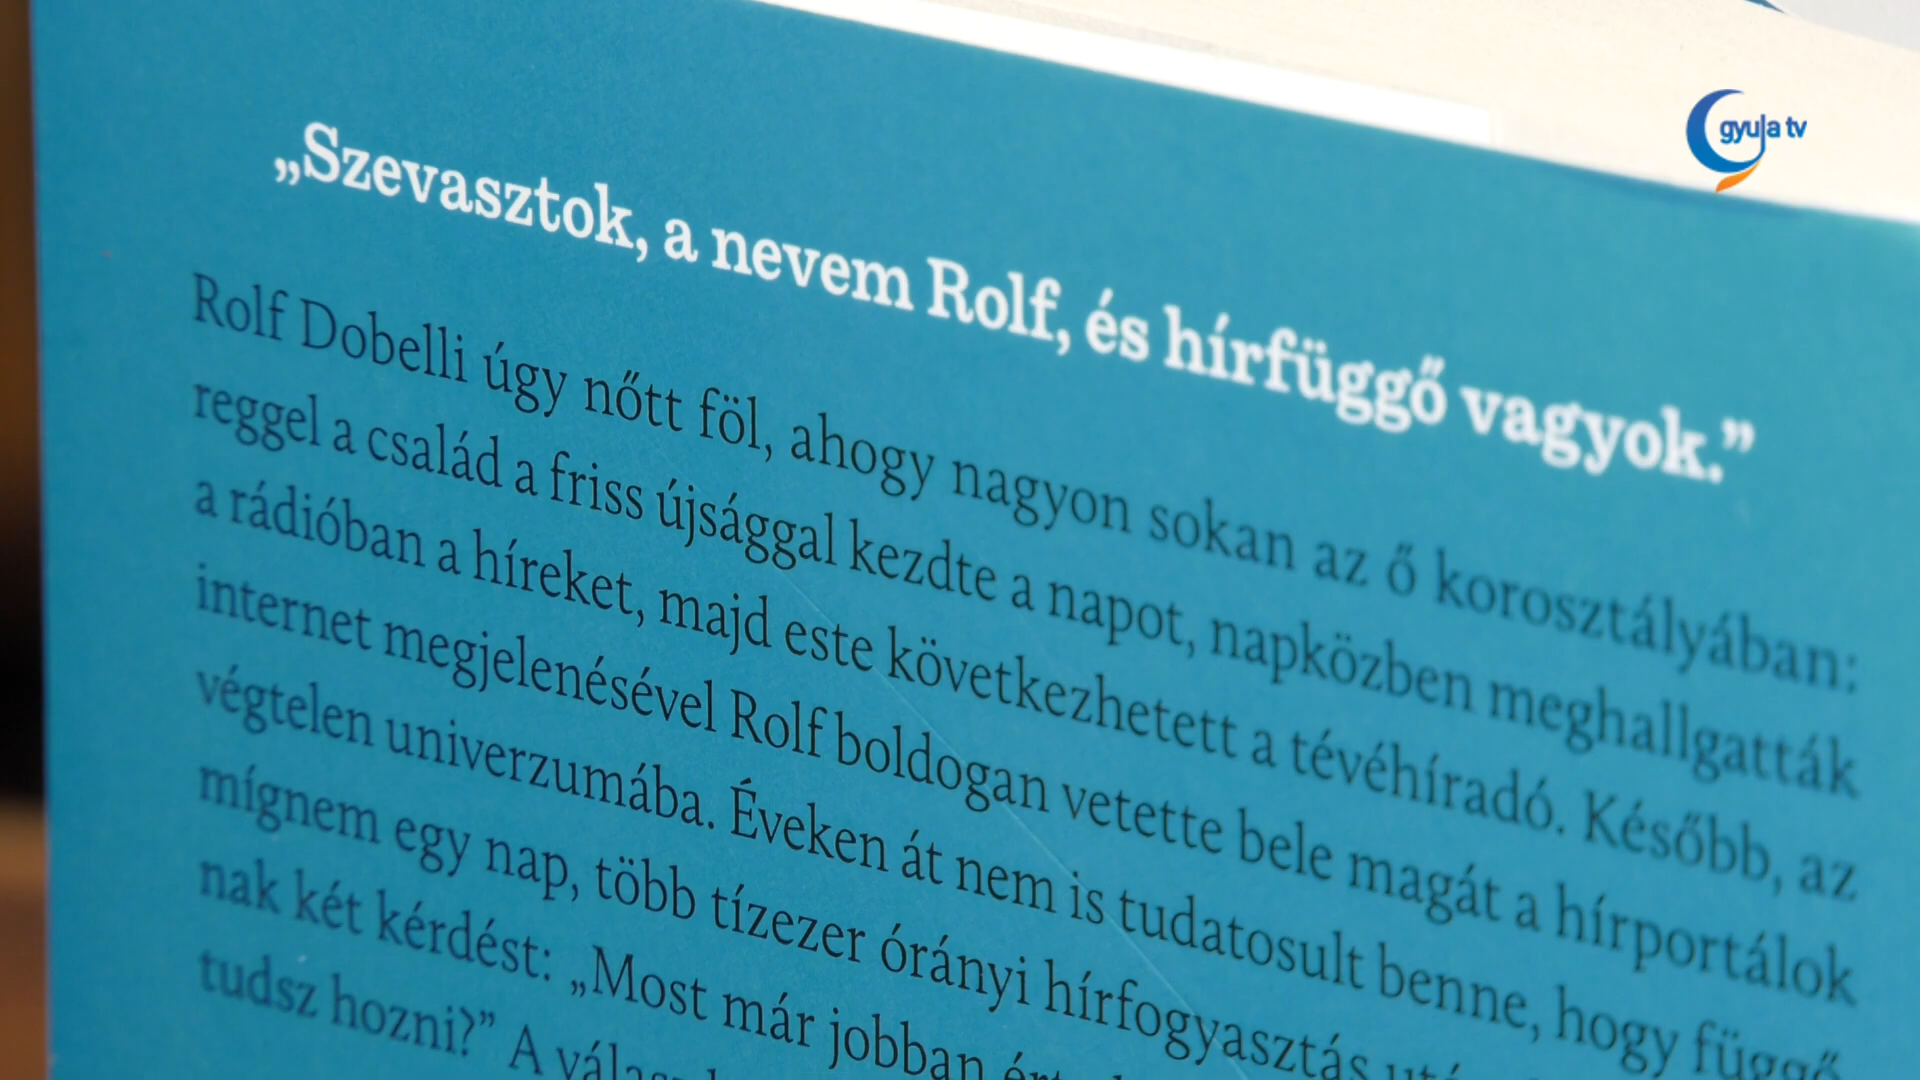 gyula tv
„Szevasztok, a nevem Rolf, és hírfüggő vagyok.”
Rolf Dobelli úgy nőtt föl, ahogy nagyon sokan az ő korosztályában:
reggel a család a friss újsággal kezdte a napot, napközben meghallgatták
a rádióban a híreket, majd este következhetett a tévéhíradó. Később, az
internet megjelenésével Rolf boldogan vetette bele magát a hírportálok
végtelen univerzumába. Éveken át nem is tudatosult benne, hogy függő
mígnem egy nap, több tízezer órányi hírfogyasztás
nak két kérdést: „Most már jobban
tudsz hozni?” A